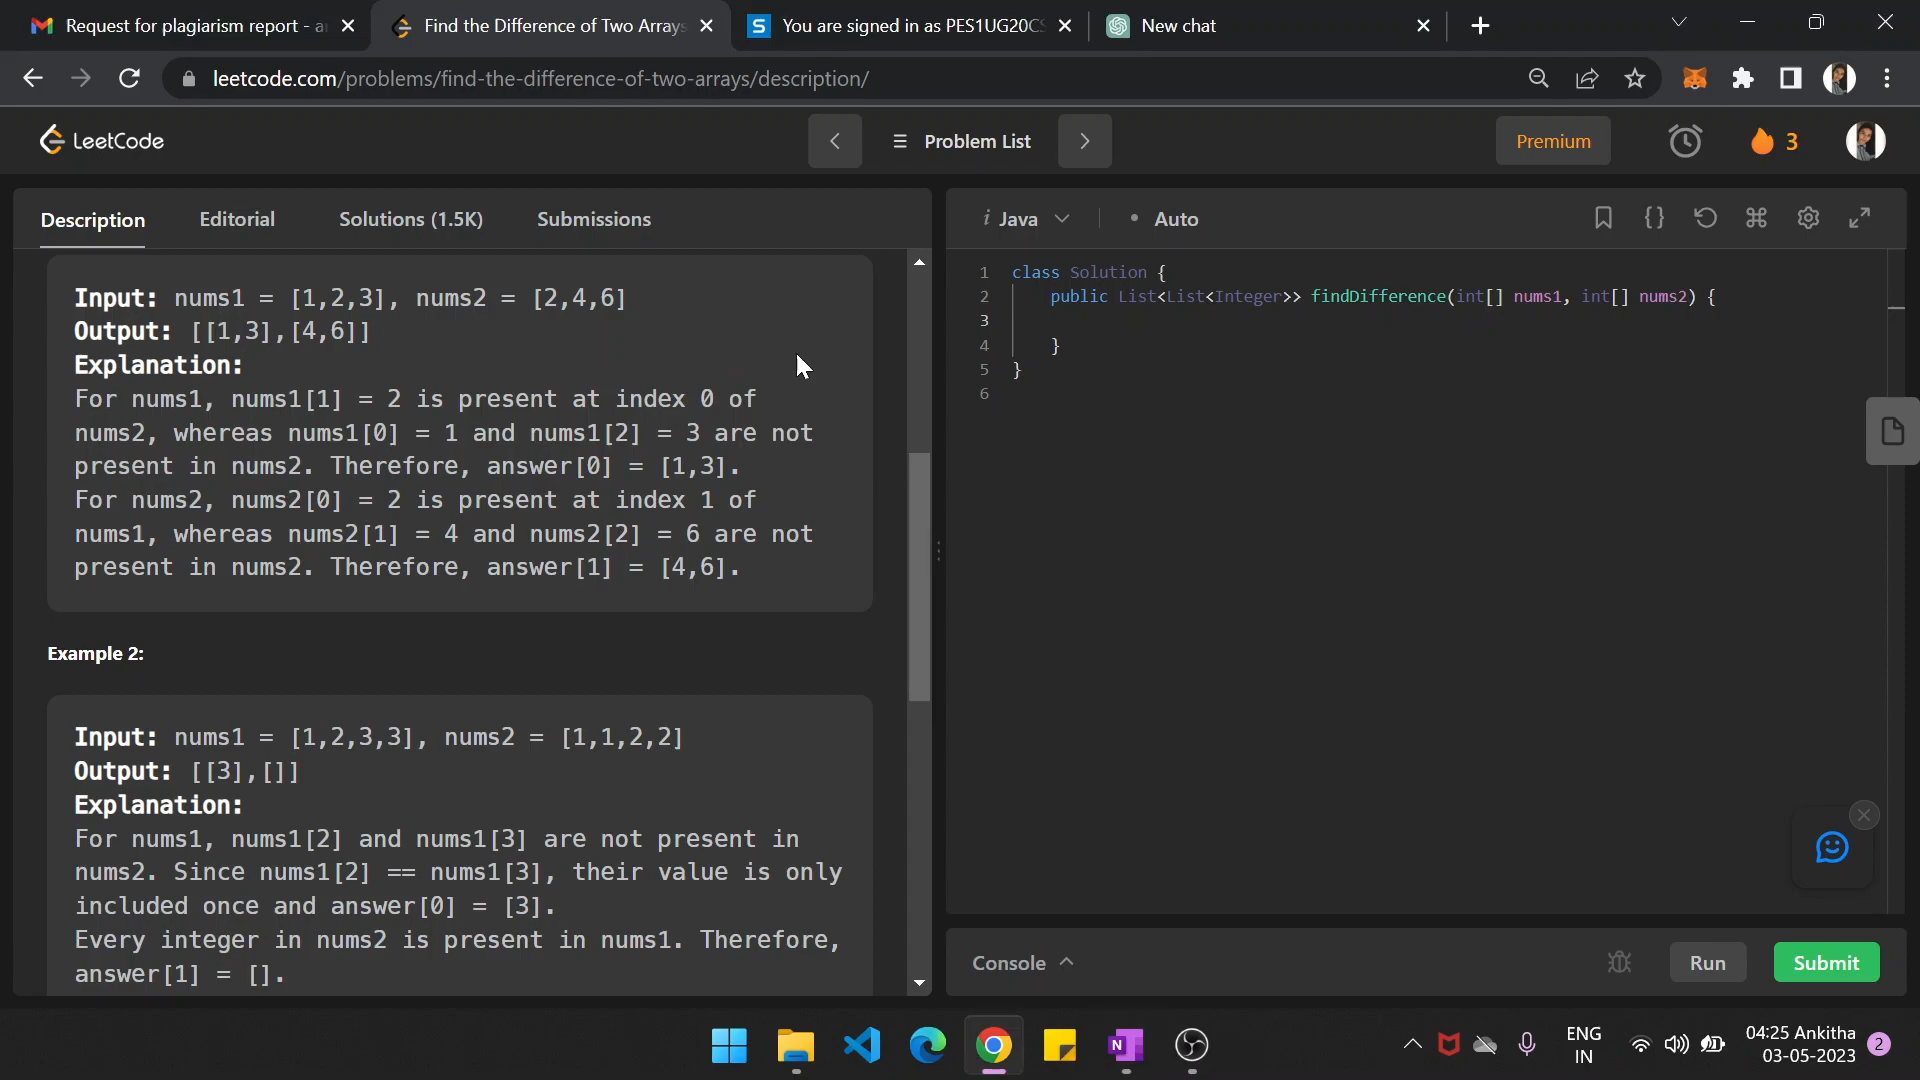 Request for plagiarism report - a
Find the Difference of Two Arrays
You are signed in as PES1UG20CS
New chat
leetcode.com/problems/find-the-difference-of-two-arrays/description/
LeetCode
Problem List
Premium
3
Description
Editorial
Solutions (1.5K)
Submissions
Input: nums1 = [1,2,3], nums2 = [2,4,6]
Output: [[1,3],[4,6]]
Explanation:
For nums1, nums1[1] = 2 is present at index 0 of
nums2, whereas nums1[0] = 1 and nums1[2] = 3 are not
present in nums2. Therefore, answer[0] = [1,3].
For nums2, nums2[0] = 2 is present at index 1 of
nums1, whereas nums2[1] = 4 and nums2[2] = 6 are not
present in nums2. Therefore, answer[1] = [4,6].
Example 2:
Input: nums1 = [1,2,3,3], nums2 = [1,1,2,2]
Output: [[3],[]]
Explanation:
For nums1, nums1[2] and nums1[3] are not present in
nums2. Since nums1[2] == nums1[3], their value is only
included once and answer[0] = [3].
Every integer in nums2 is present in nums1. Therefore,
answer[1] = [].
i Java
• Auto
1 class Solution {
2 public List<List<Integer>> findDifference(int[] nums1, int[] nums2) {
3
4 }
5 }
6
Console
Run
Submit
ENG
IN
04:25 Ankitha
03-05-2023
2